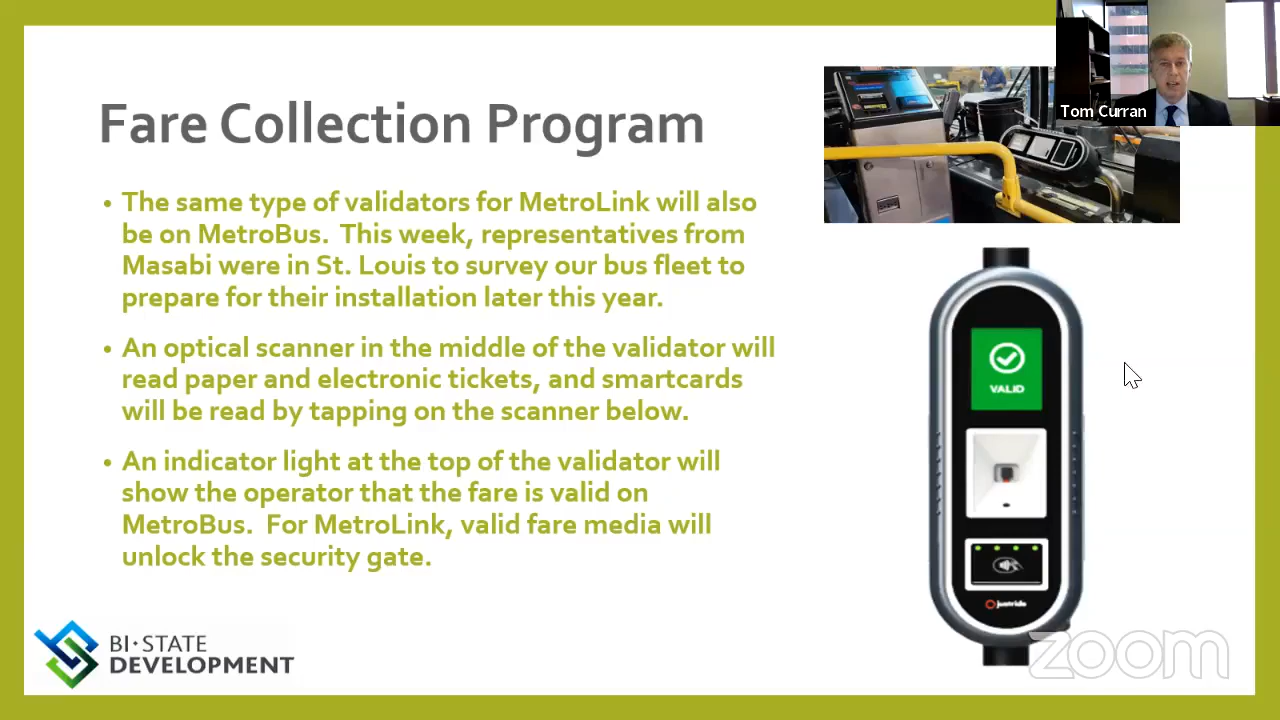 Tom Curran
Fare Collection Program
• The same type of validators for MetroLink will also
be on MetroBus.  This week, representatives from
Masabi were in St. Louis to survey our bus fleet to
prepare for their installation later this year.
• An optical scanner in the middle of the validator will
read paper and electronic tickets, and smartcards
will be read by tapping on the scanner below.
• An indicator light at the top of the validator will
show the operator that the fare is valid on
MetroBus.  For MetroLink, valid fare media will
unlock the security gate.
VALID
justride
BI·STATE
DEVELOPMENT
zoom